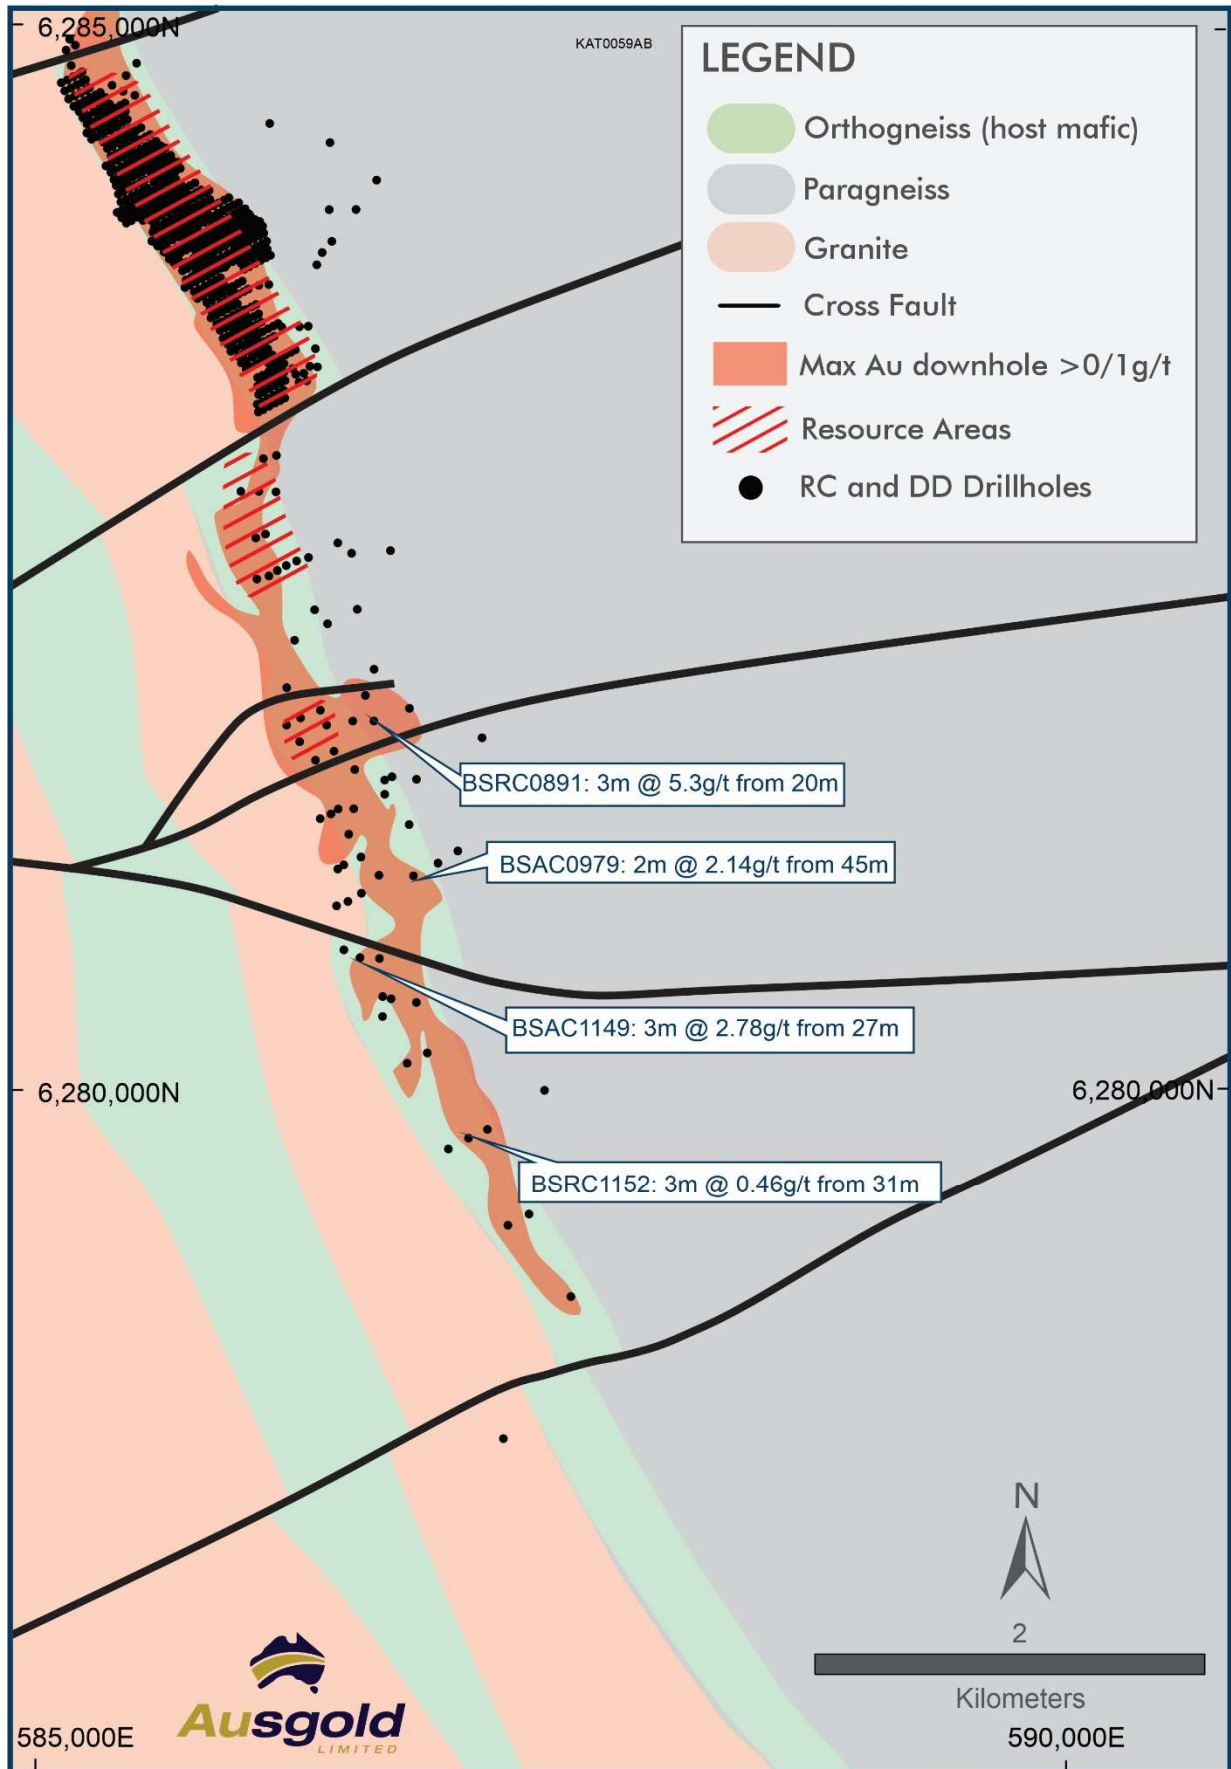 6,285,000N
KAT0059AB
LEGEND
Orthogneiss (host mafic)
Paragneiss
Granite
Cross Fault
Max Au downhole >0/1g/t
Resource Areas
RC and DD Drillholes
BSRC0891: 3m @ 5.3g/t from 20m
BSAC0979: 2m @ 2.14g/t from 45m
BSAC1149: 3m @ 2.78g/t from 27m
6,280,000N
6,280,000N
BSRC1152: 3m @ 0.46g/t from 31m
N
2
Kilometers
Ausgold
LIMITED
585,000E
590,000E